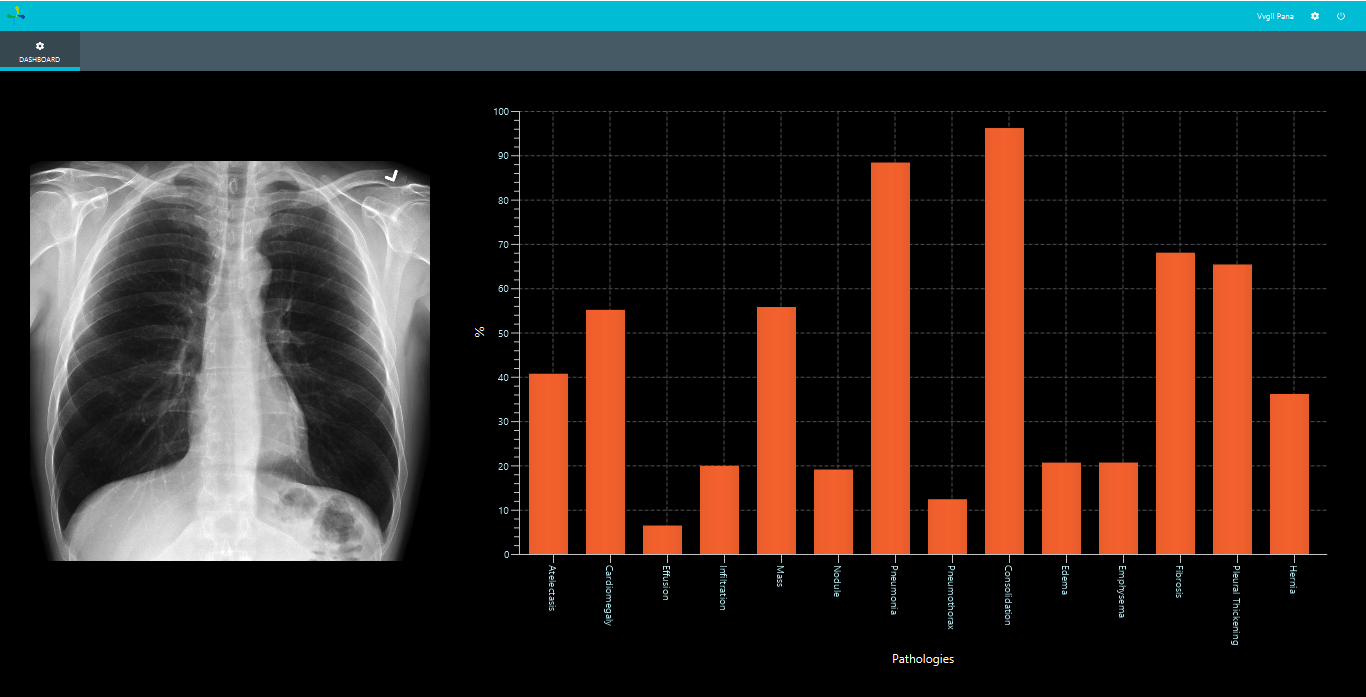 Vvgll Pana
DASHBOARD
100
90
80
70
60
50
40
30
20
10
0
%
Atelectasis
Cardiomegaly
Effusion
Infiltration
Mass
Nodule
Pneumonia
Pneumothorax
Consolidation
Edema
Emphysema
Fibrosis
Pleural Thickening
Hernia
Pathologies